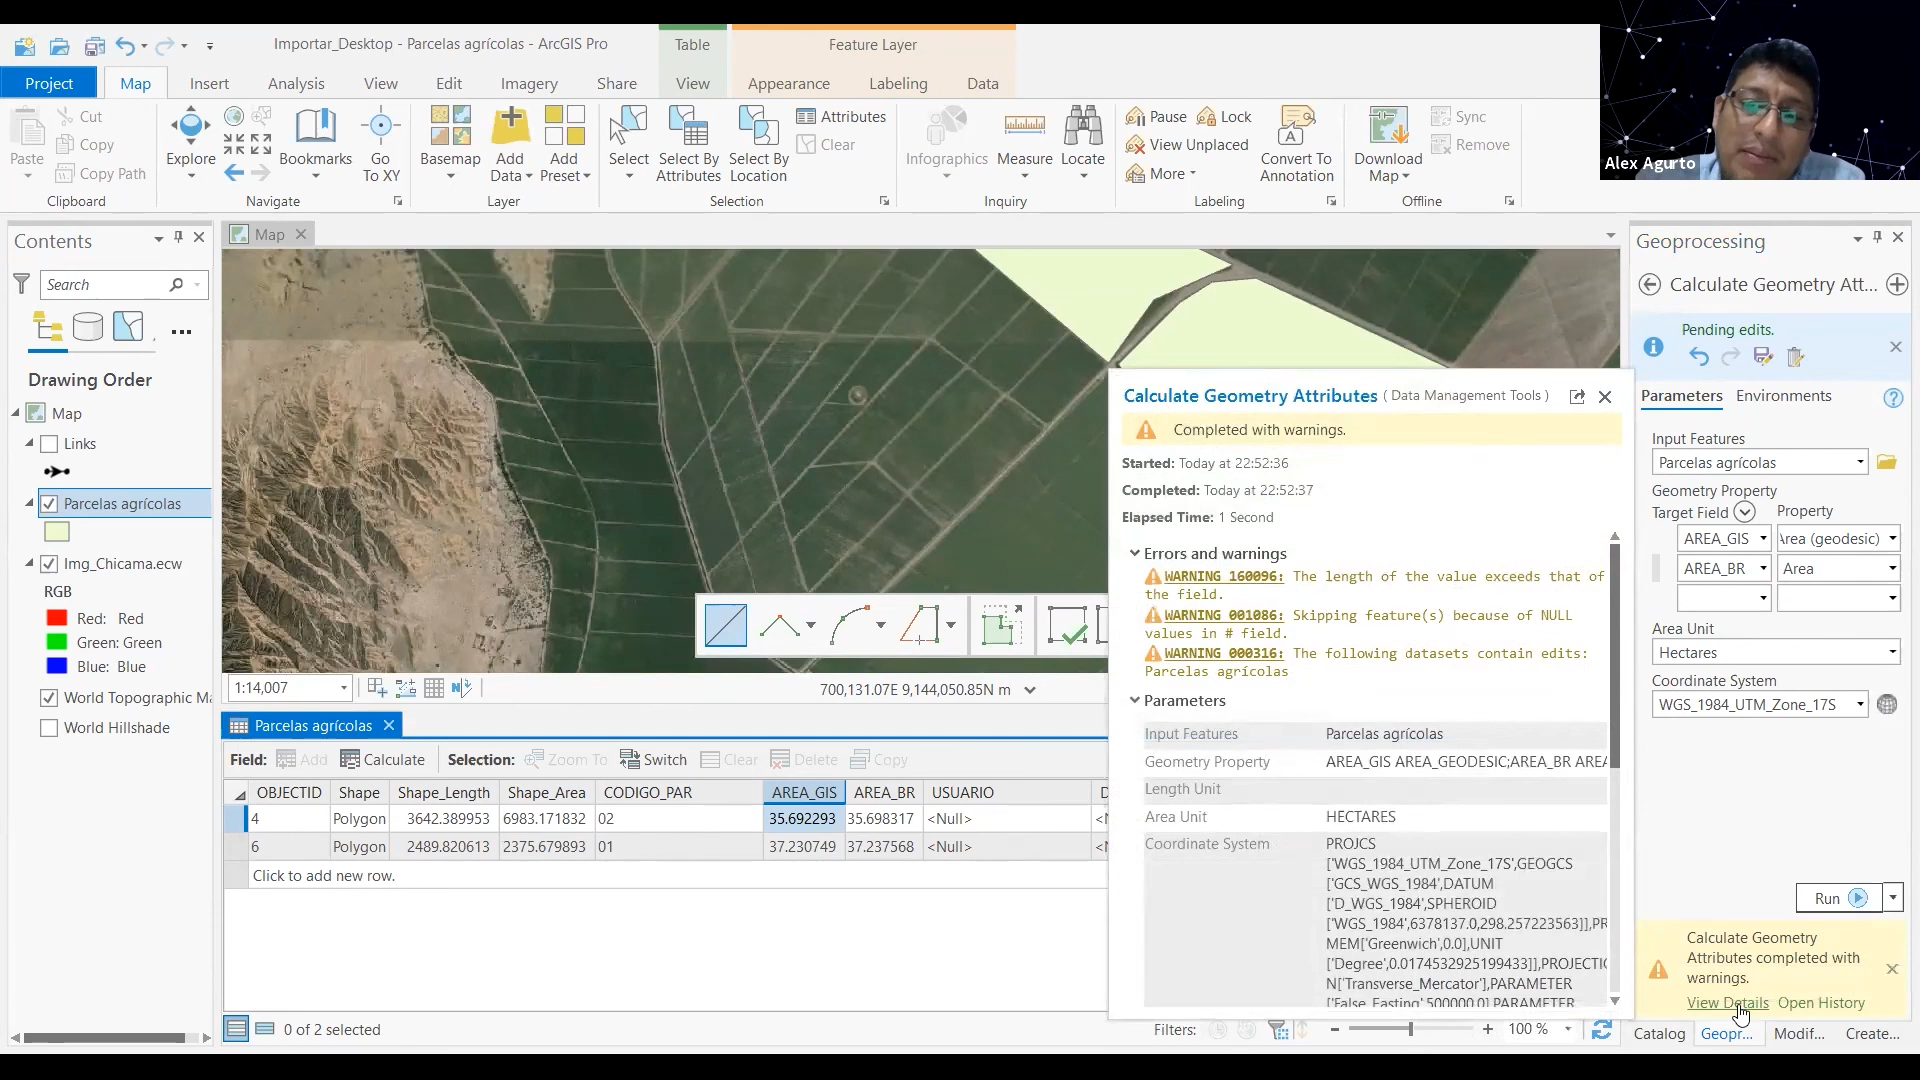 Importar_Desktop - Parcelas agrícolas - ArcGIS Pro
Table
Feature Layer
Project
Map
Insert
Analysis
View
Edit
Imagery
Share
View
Appearance
Labeling
Data
Paste
Cut
Copy
Copy Path
Clipboard
Explore
Bookmarks
Go
To XY
Navigate
Basemap
Add
Data
Add
Preset
Layer
Select
Select By
Attributes
Select By
Location
Attributes
Clear
Selection
Infographics
Measure
Locate
Inquiry
Pause
Lock
View Unplaced
More
Convert To
Annotation
Labeling
Download
Map
Sync
Remove
Offline
Alex Agurto
Contents
Search
Drawing Order
Map
Links
Parcelas agrícolas
Img_Chicama.ecw
RGB
Red: Red
Green: Green
Blue: Blue
World Topographic Ma
World Hillshade
Map
1:14,007
700,131.07E 9,144,050.85N m
Parcelas agrícolas
Field:
Add
Calculate
Selection:
Zoom To
Switch
Clear
Delete
Copy
OBJECTID Shape Shape_Length Shape_Area CODIGO_PAR AREA_GIS AREA_BR USUARIO D
4 Polygon 3642.389953 6983.171832 02 35.692293 35.698317 <Null> <N
6 Polygon 2489.820613 2375.679893 01 37.230749 37.237568 <Null> <N
Click to add new row.
0 of 2 selected
Filters:
100 %
Calculate Geometry Attributes ( Data Management Tools )
Completed with warnings.
Started: Today at 22:52:36
Completed: Today at 22:52:37
Elapsed Time: 1 Second
Errors and warnings
WARNING 160096: The length of the value exceeds that of
the field.
WARNING 001086: Skipping feature(s) because of NULL
values in # field.
WARNING 000316: The following datasets contain edits:
Parcelas agrícolas
Parameters
Input Features Parcelas agrícolas
Geometry Property AREA_GIS AREA_GEODESIC;AREA_BR AREA
Length Unit
Area Unit HECTARES
Coordinate System PROJCS
['WGS_1984_UTM_Zone_17S',GEOGCS
['GCS_WGS_1984',DATUM
['D_WGS_1984',SPHEROID
['WGS_1984',6378137.0,298.257223563]],PR
MEM['Greenwich',0.0],UNIT
['Degree',0.0174532925199433]],PROJECTIO
N['Transverse_Mercator'],PARAMETER
['False_Easting',500000.0],PARAMETER
Geoprocessing
Calculate Geometry Att...
Pending edits.
Parameters
Environments
Input Features
Parcelas agrícolas
Geometry Property
Target Field
Property
AREA_GIS
Area (geodesic)
AREA_BR
Area
Area Unit
Hectares
Coordinate System
WGS_1984_UTM_Zone_17S
Run
Calculate Geometry
Attributes completed with
warnings.
View Details Open History
Catalog
Geopr...
Modif...
Create...